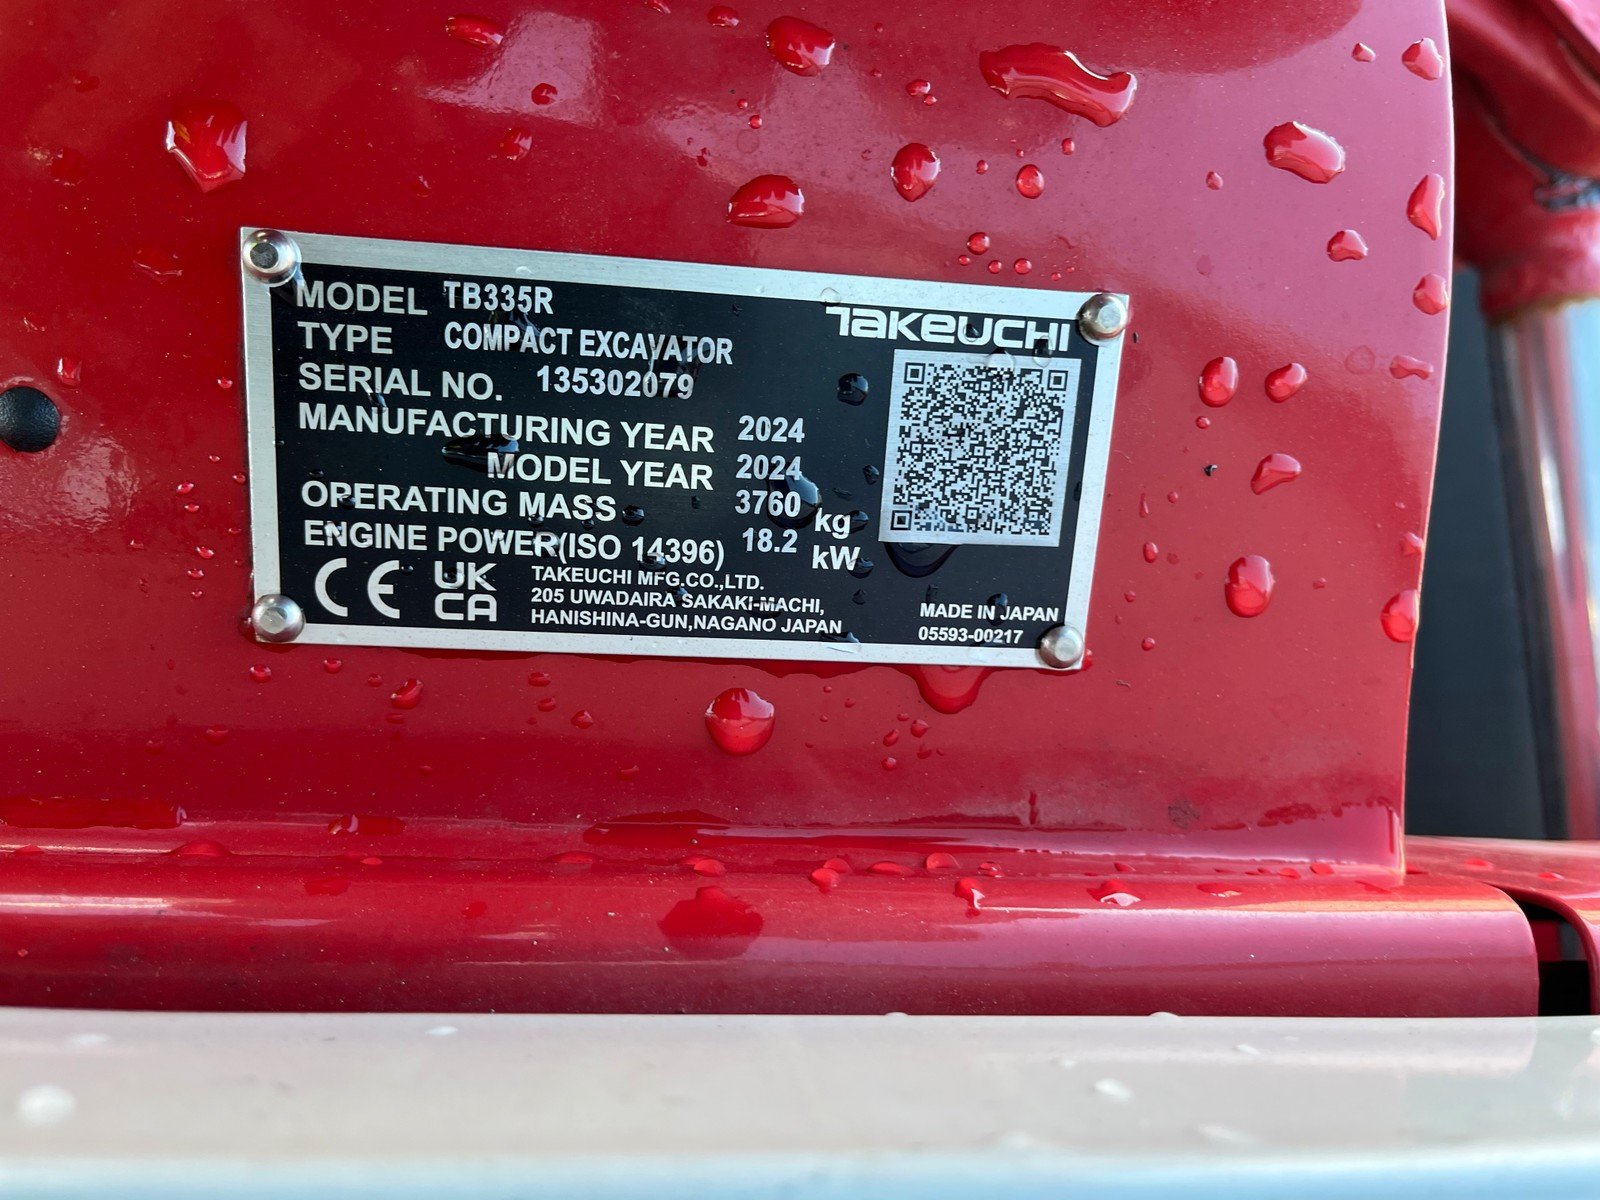 MODEL TB335R
TAKEUCHI
TYPE COMPACT EXCAVATOR
SERIAL NO. 135302079
MANUFACTURING YEAR 2024
MODEL YEAR 2024
OPERATING MASS 3760 kg
ENGINE POWER(ISO 14396) 18.2 kW
CE UK CA
TAKEUCHI MFG.CO.,LTD.
205 UWADAIRA SAKAKI-MACHI,
HANISHINA-GUN,NAGANO JAPAN
MADE IN JAPAN
05593-00217